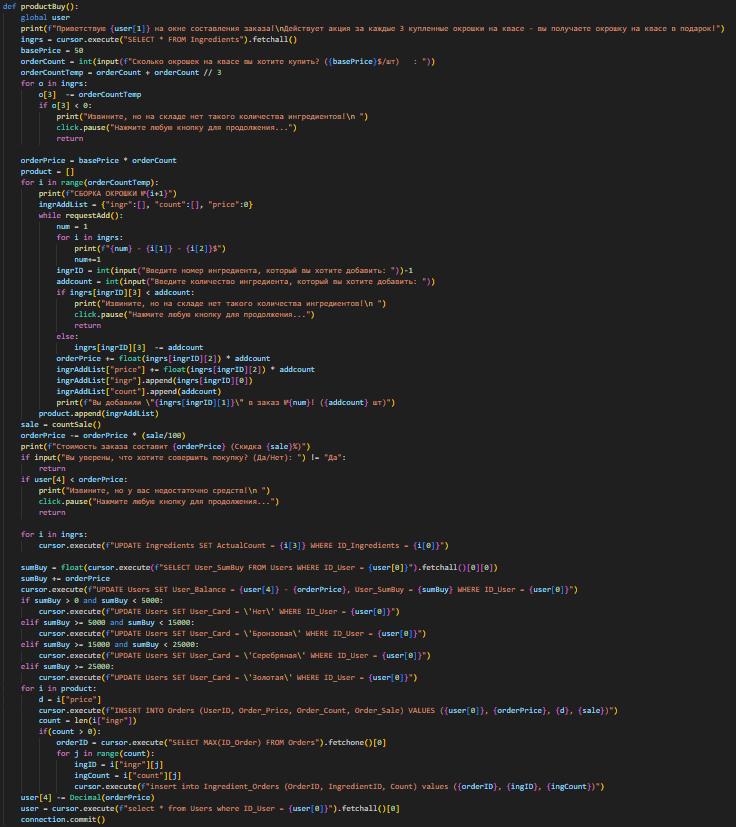 def productBuy():
    global user
    print(f"Приветствую {user[1]} на окне составления заказа!\nДействует акция за каждые 3 купленные окрошки на квасе - вы получаете окрошку на квасе в подарок!")
    ingrs = cursor.execute("SELECT * FROM Ingredients").fetchall()
    basePrice = 50
    orderCount = int(input(f"Сколько окрошек на квасе вы хотите купить? ({basePrice}$/шт)   : "))
    orderCountTemp = orderCount + orderCount // 3
    for o in ingrs:
        o[3]  -= orderCountTemp
        if o[3] < 0:
            print("Извините, но на складе нет такого количества ингредиентов!\n ")
            click.pause("Нажмите любую кнопку для продолжения...")
            return

    orderPrice = basePrice * orderCount
    product = []
    for i in range(orderCountTemp):
        print(f"СБОРКА ОКРОШКИ №{i+1}")
        ingrAddList = {"ingr":[], "count":[], "price":0}
        while requestAdd():
            num = 1
            for i in ingrs:
                print(f"{num} - {i[1]} - {i[2]}$")
                num+=1
            ingrID = int(input("Введите номер ингредиента, который вы хотите добавить: "))-1
            addcount = int(input("Введите количество ингредиента, который вы хотите добавить: "))
            if ingrs[ingrID][3] < addcount:
                print("Извините, но на складе нет такого количества ингредиентов!\n ")
                click.pause("Нажмите любую кнопку для продолжения...")
                return
            else:
                ingrs[ingrID][3]  -= addcount
            orderPrice += float(ingrs[ingrID][2]) * addcount
            ingrAddList["price"] += float(ingrs[ingrID][2]) * addcount
            ingrAddList["ingr"].append(ingrs[ingrID][0])
            ingrAddList["count"].append(addcount)
            print(f"Вы добавили \"{ingrs[ingrID][1]}\" в заказ №{num}! ({addcount} шт)")
        product.append(ingrAddList)
    sale = countSale()
    orderPrice -= orderPrice * (sale/100)
    print(f"Стоимость заказа составит {orderPrice} (Скидка {sale}%)")
    if input("Вы уверены, что хотите совершить покупку? (Да/Нет): ") != "Да":
        return
    if user[4] < orderPrice:
        print("Извините, но у вас недостаточно средств!\n ")
        click.pause("Нажмите любую кнопку для продолжения...")
        return

    for i in ingrs:
        cursor.execute(f"UPDATE Ingredients SET ActualCount = {i[3]} WHERE ID_Ingredients = {i[0]}")

    sumBuy = float(cursor.execute(f"SELECT User_SumBuy FROM Users WHERE ID_User = {user[0]}").fetchall()[0][0])
    sumBuy += orderPrice
    cursor.execute(f"UPDATE Users SET User_Balance = {user[4]} - {orderPrice}, User_SumBuy = {sumBuy} WHERE ID_User = {user[0]}")
    if sumBuy > 0 and sumBuy < 5000:
        cursor.execute(f"UPDATE Users SET User_Card = \'Нет\' WHERE ID_User = {user[0]}")
    elif sumBuy >= 5000 and sumBuy < 15000:
        cursor.execute(f"UPDATE Users SET User_Card = \'Бронзовая\' WHERE ID_User = {user[0]}")
    elif sumBuy >= 15000 and sumBuy < 25000:
        cursor.execute(f"UPDATE Users SET User_Card = \'Серебряная\' WHERE ID_User = {user[0]}")
    elif sumBuy >= 25000:
        cursor.execute(f"UPDATE Users SET User_Card = \'Золотая\' WHERE ID_User = {user[0]}")
    for i in product:
        d = i["price"]
        cursor.execute(f"INSERT INTO Orders (UserID, Order_Price, Order_Count, Order_Sale) VALUES ({user[0]}, {orderPrice}, {d}, {sale})")
        count = len(i["ingr"])
        if(count > 0):
            orderID = cursor.execute("SELECT MAX(ID_Order) FROM Orders").fetchone()[0]
            for j in range(count):
                ingID = i["ingr"][j]
                ingCount = i["count"][j]
                cursor.execute(f"insert into Ingredient_Orders (OrderID, IngredientID, Count) values ({orderID}, {ingID}, {ingCount})")
    user[4] -= Decimal(orderPrice)
    user = cursor.execute(f"select * from Users where ID_User = {user[0]}").fetchall()[0]
    connection.commit()